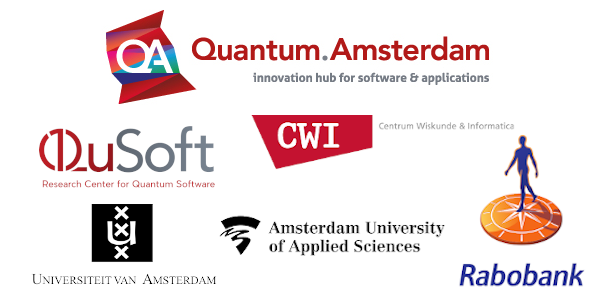 QA
Quantum.Amsterdam
innovation hub for software & applications
QuSoft
Research Center for Quantum Software
CWI
Centrum Wiskunde & Informatica
U
UNIVERSITEIT VAN AMSTERDAM
Amsterdam University
of Applied Sciences
Rabobank